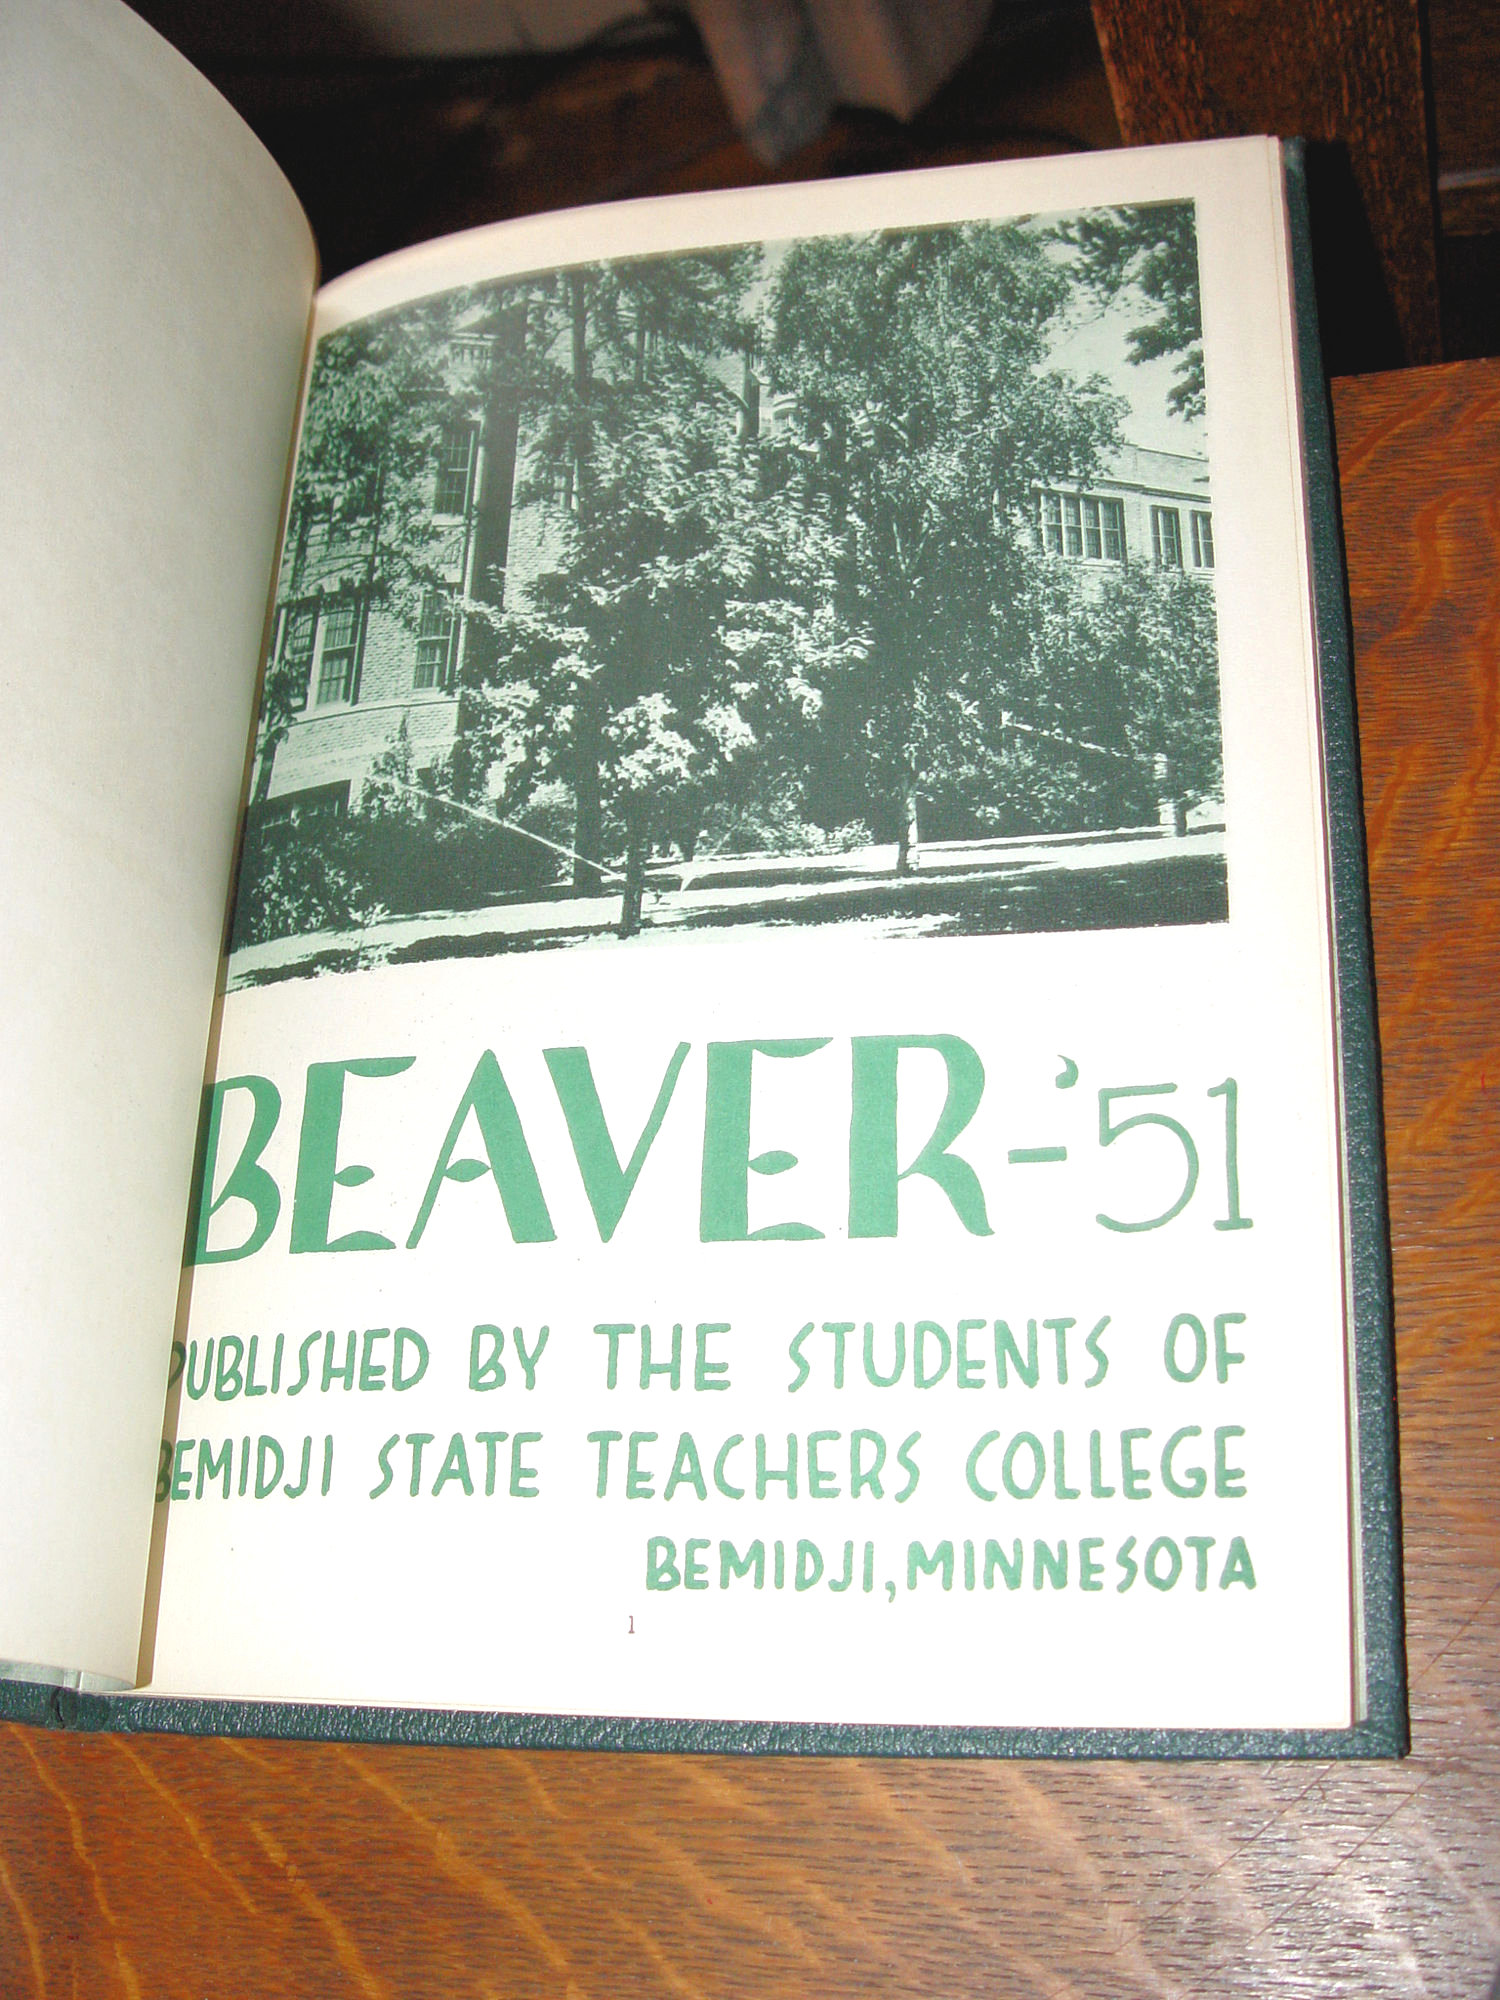 BEAVER-'51
PUBLISHED BY THE STUDENTS OF
BEMIDJI STATE TEACHERS COLLEGE
BEMIDJI, MINNESOTA
1